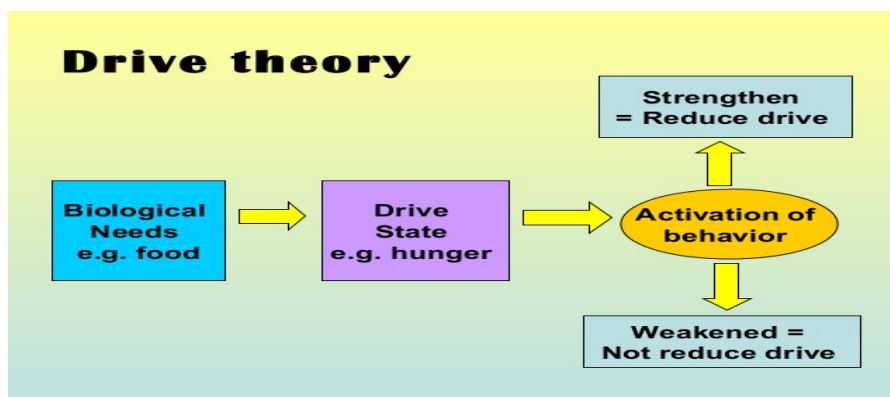 Drive theory
Strengthen
= Reduce drive
Biological
Needs
e.g. food
Drive
State
e.g. hunger
Activation of
behavior
Weakened =
Not reduce drive